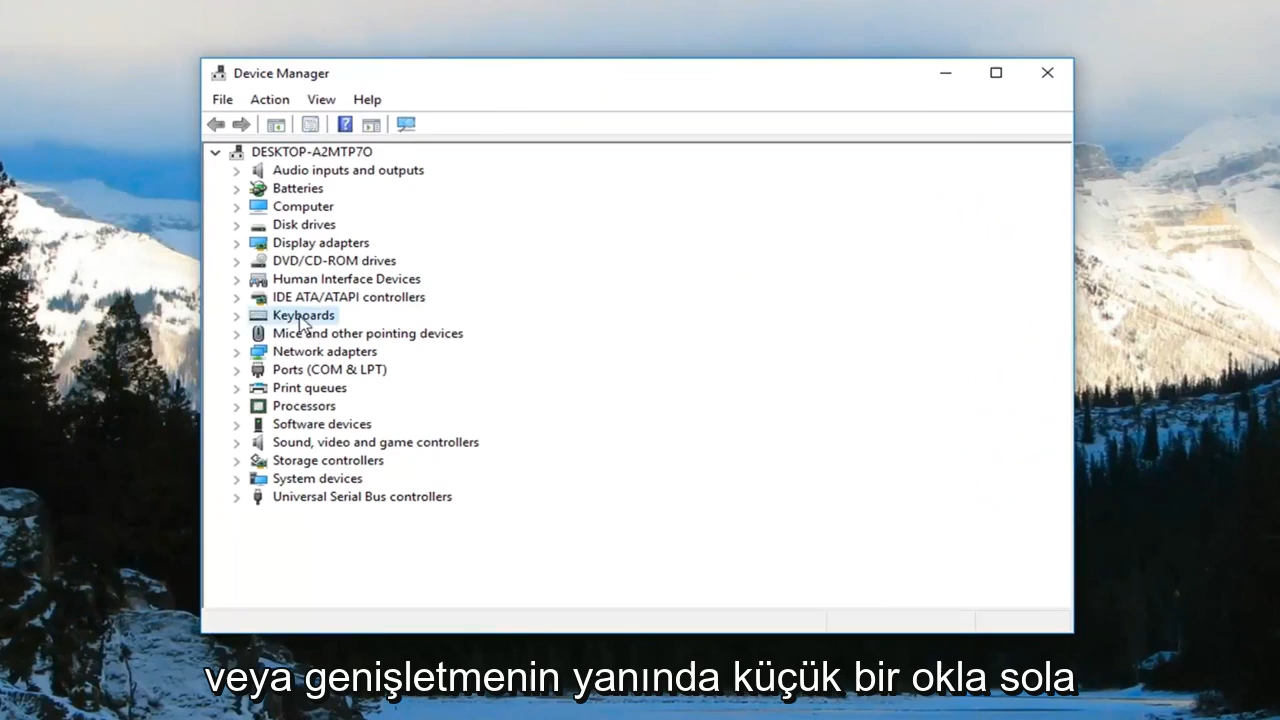 Device Manager
File Action View Help
DESKTOP-A2MTP7O
Audio inputs and outputs
Batteries
Computer
Disk drives
Display adapters
DVD/CD-ROM drives
Human Interface Devices
IDE ATA/ATAPI controllers
Keyboards
Mice and other pointing devices
Network adapters
Ports (COM & LPT)
Print queues
Processors
Software devices
Sound, video and game controllers
Storage controllers
System devices
Universal Serial Bus controllers
veya genişletmenin yanında küçük bir okla sola